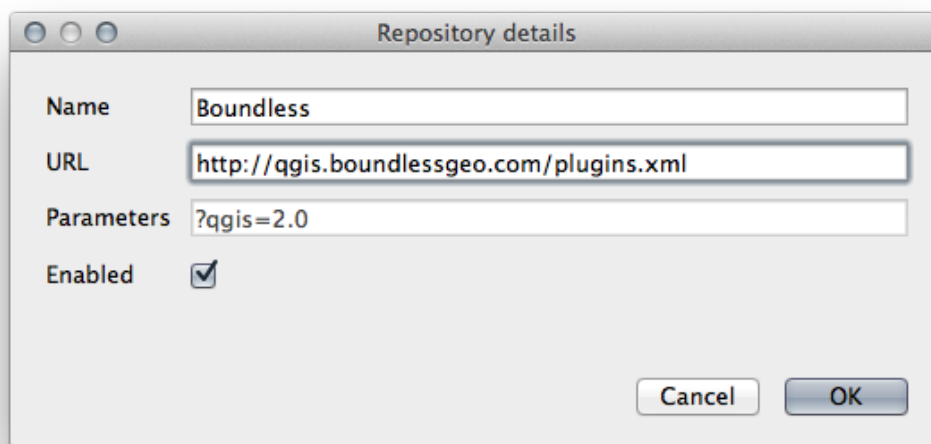 Repository details
Name Boundless
URL http://qgis.boundlessgeo.com/plugins.xml
Parameters ?qgis=2.0
Enabled
Cancel OK